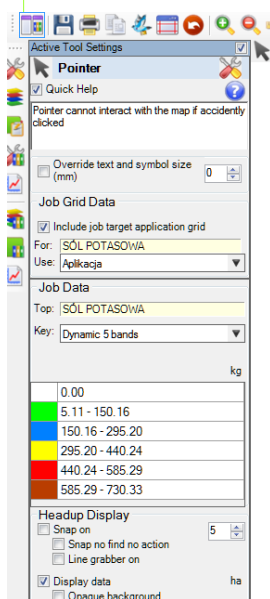 Active Tool Settings
Pointer
Quick Help
Pointer cannot interact with the map if accidently
clicked
Override text and symbol size
(mm)
0
Job Grid Data
Include job target application grid
For: SÓL POTASOWA
Use: Aplikacja
Job Data
Top: SÓL POTASOWA
Key: Dynamic 5 bands
kg
0.00
5.11 - 150.16
150.16 - 295.20
295.20 - 440.24
440.24 - 585.29
585.29 - 730.33
Headup Display
Snap on 5
Snap no find no action
Line grabber on
Display data ha
Opaque background